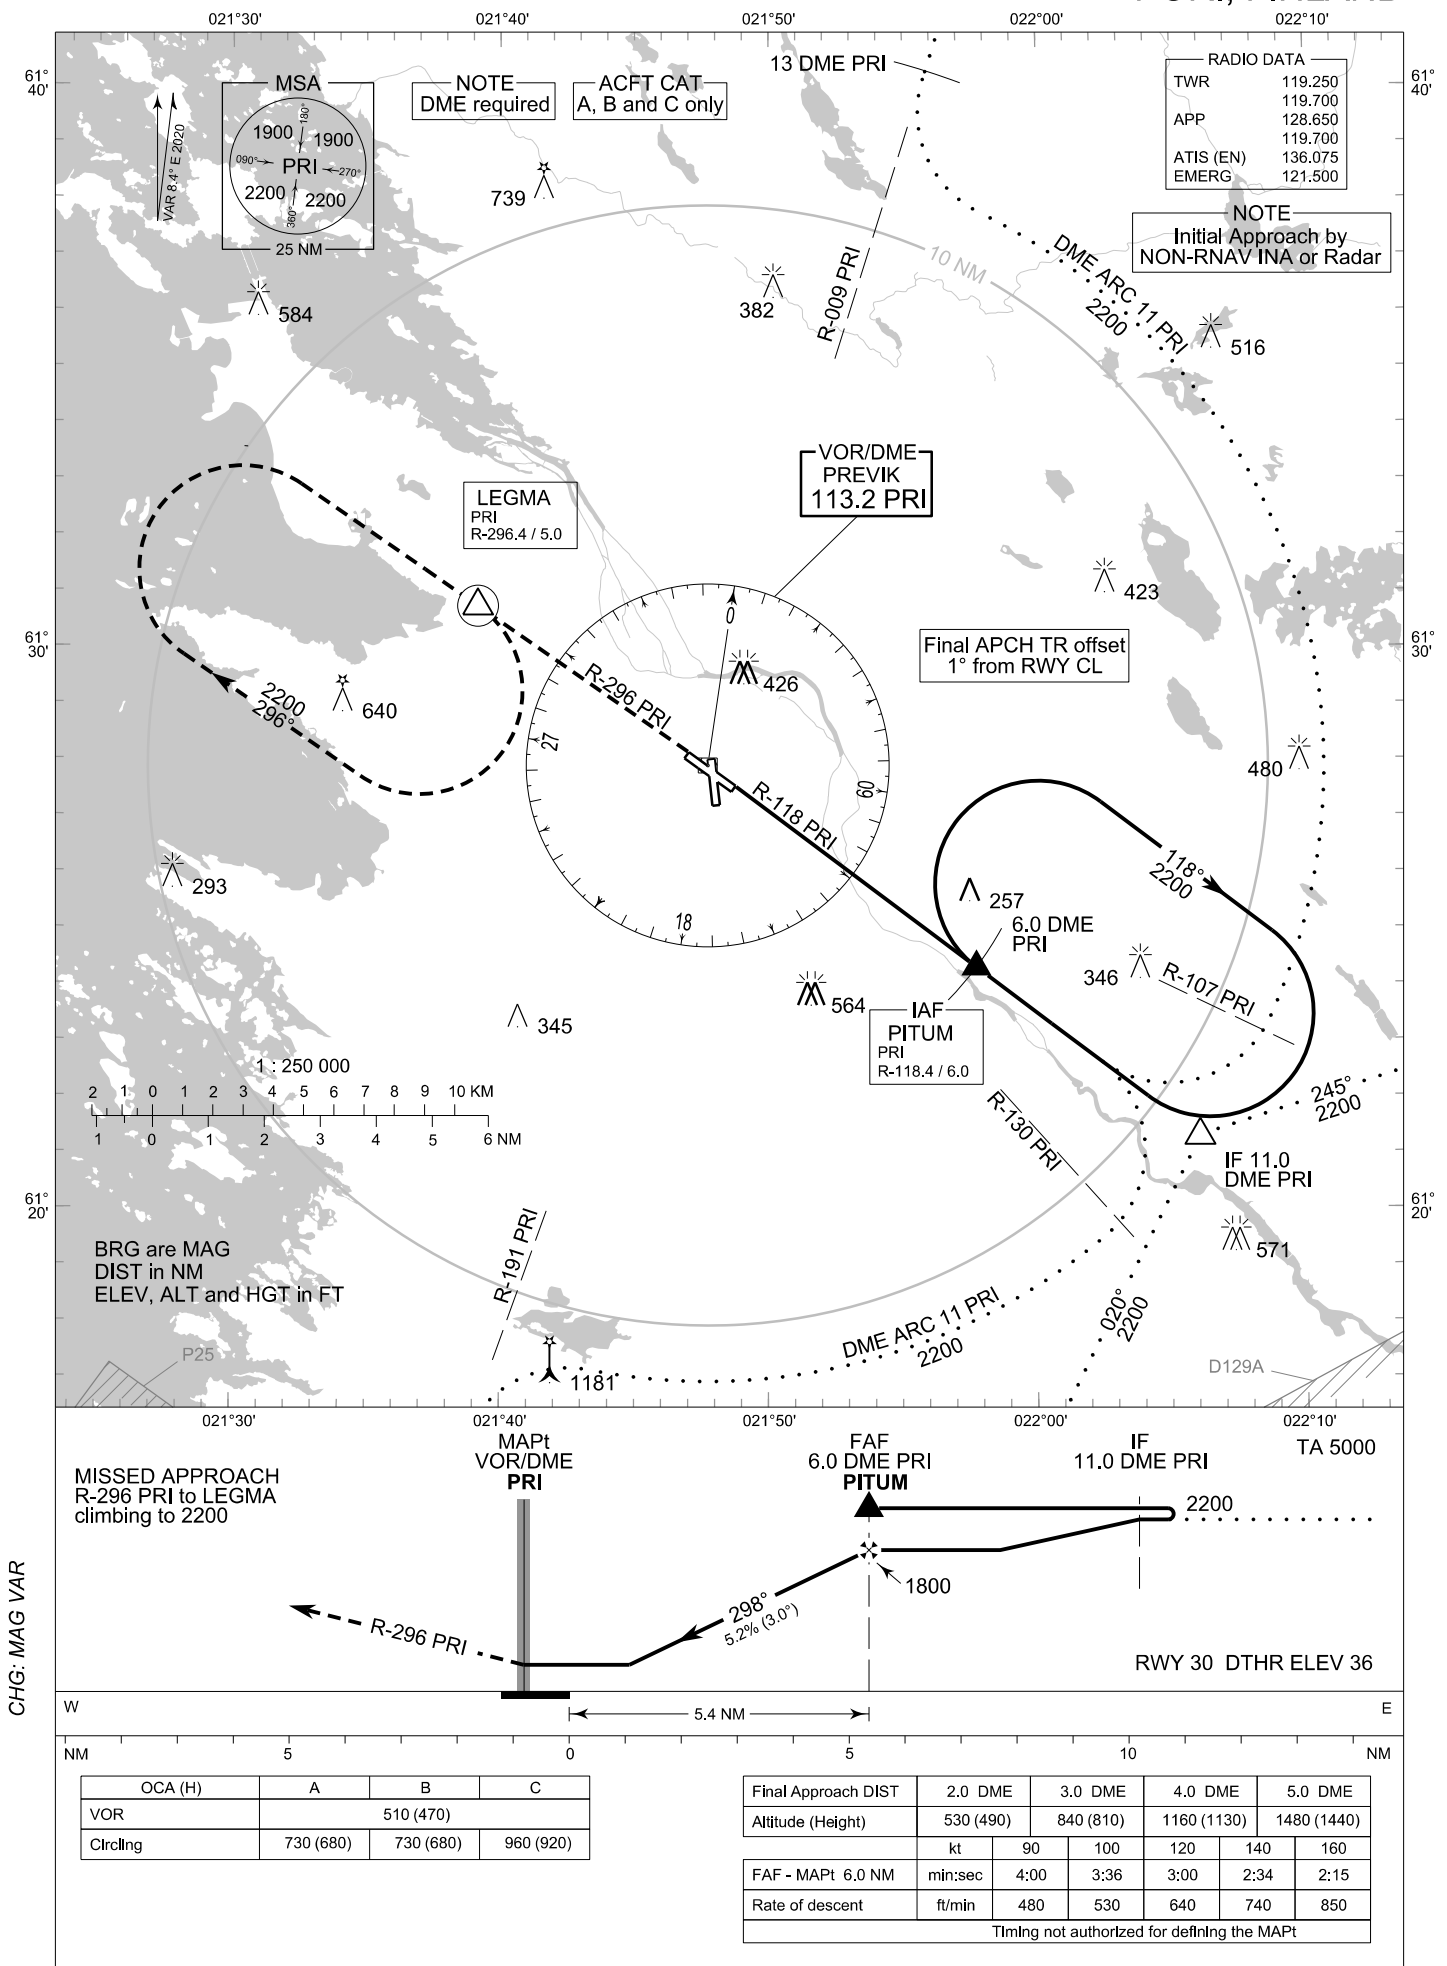 021°30'
021°40'
021°50'
022°00'
022°10'
61°
40'
61°
40'
VAR 8.4° E 2020
MSA
1900
1900
180°
090°
PRI
270°
2200
2200
360°
25 NM
NOTE
DME required
ACFT CAT
A, B and C only
13 DME PRI
RADIO DATA
TWR 119.250
119.700
APP 128.650
119.700
ATIS (EN) 136.075
EMERG 121.500
NOTE
Initial Approach by
NON-RNAV INA or Radar
739
584
382
R-009 PRI
10 NM
DME ARC 11 PRI
2200
516
VOR/DME
PREVIK
113.2 PRI
LEGMA
PRI
R-296.4 / 5.0
423
61°
30'
61°
30'
0
09
18
27
426
R-296 PRI
Final APCH TR offset
1° from RWY CL
2200
296°
640
480
R-118 PRI
118°
2200
293
257
6.0 DME
PRI
346
R-107 PRI
564
345
IAF
PITUM
PRI
R-118.4 / 6.0
1 : 250 000
2 1 0 1 2 3 4 5 6 7 8 9 10 KM
1 0 1 2 3 4 5 6 NM
R-130 PRI
245°
2200
IF 11.0
DME PRI
61°
20'
61°
20'
571
BRG are MAG
DIST in NM
ELEV, ALT and HGT in FT
R-191 PRI
020°
2200
DME ARC 11 PRI
2200
P25
1181
D129A
021°30'
021°40'
021°50'
022°00'
022°10'
MISSED APPROACH
R-296 PRI to LEGMA
climbing to 2200
MAPt
VOR/DME
PRI
FAF
6.0 DME PRI
PITUM
IF
11.0 DME PRI
TA 5000
2200
1800
298°
5.2% (3.0°)
R-296 PRI
RWY 30 DTHR ELEV 36
CHG: MAG VAR
W
5.4 NM
E
NM 5 0 5 10 NM
OCA (H) A B C
VOR 510 (470)
Circling 730 (680) 730 (680) 960 (920)
Final Approach DIST 2.0 DME 3.0 DME 4.0 DME 5.0 DME
Altitude (Height) 530 (490) 840 (810) 1160 (1130) 1480 (1440)
kt 90 100 120 140 160
FAF - MAPt 6.0 NM min:sec 4:00 3:36 3:00 2:34 2:15
Rate of descent ft/min 480 530 640 740 850
Timing not authorized for defining the MAPt